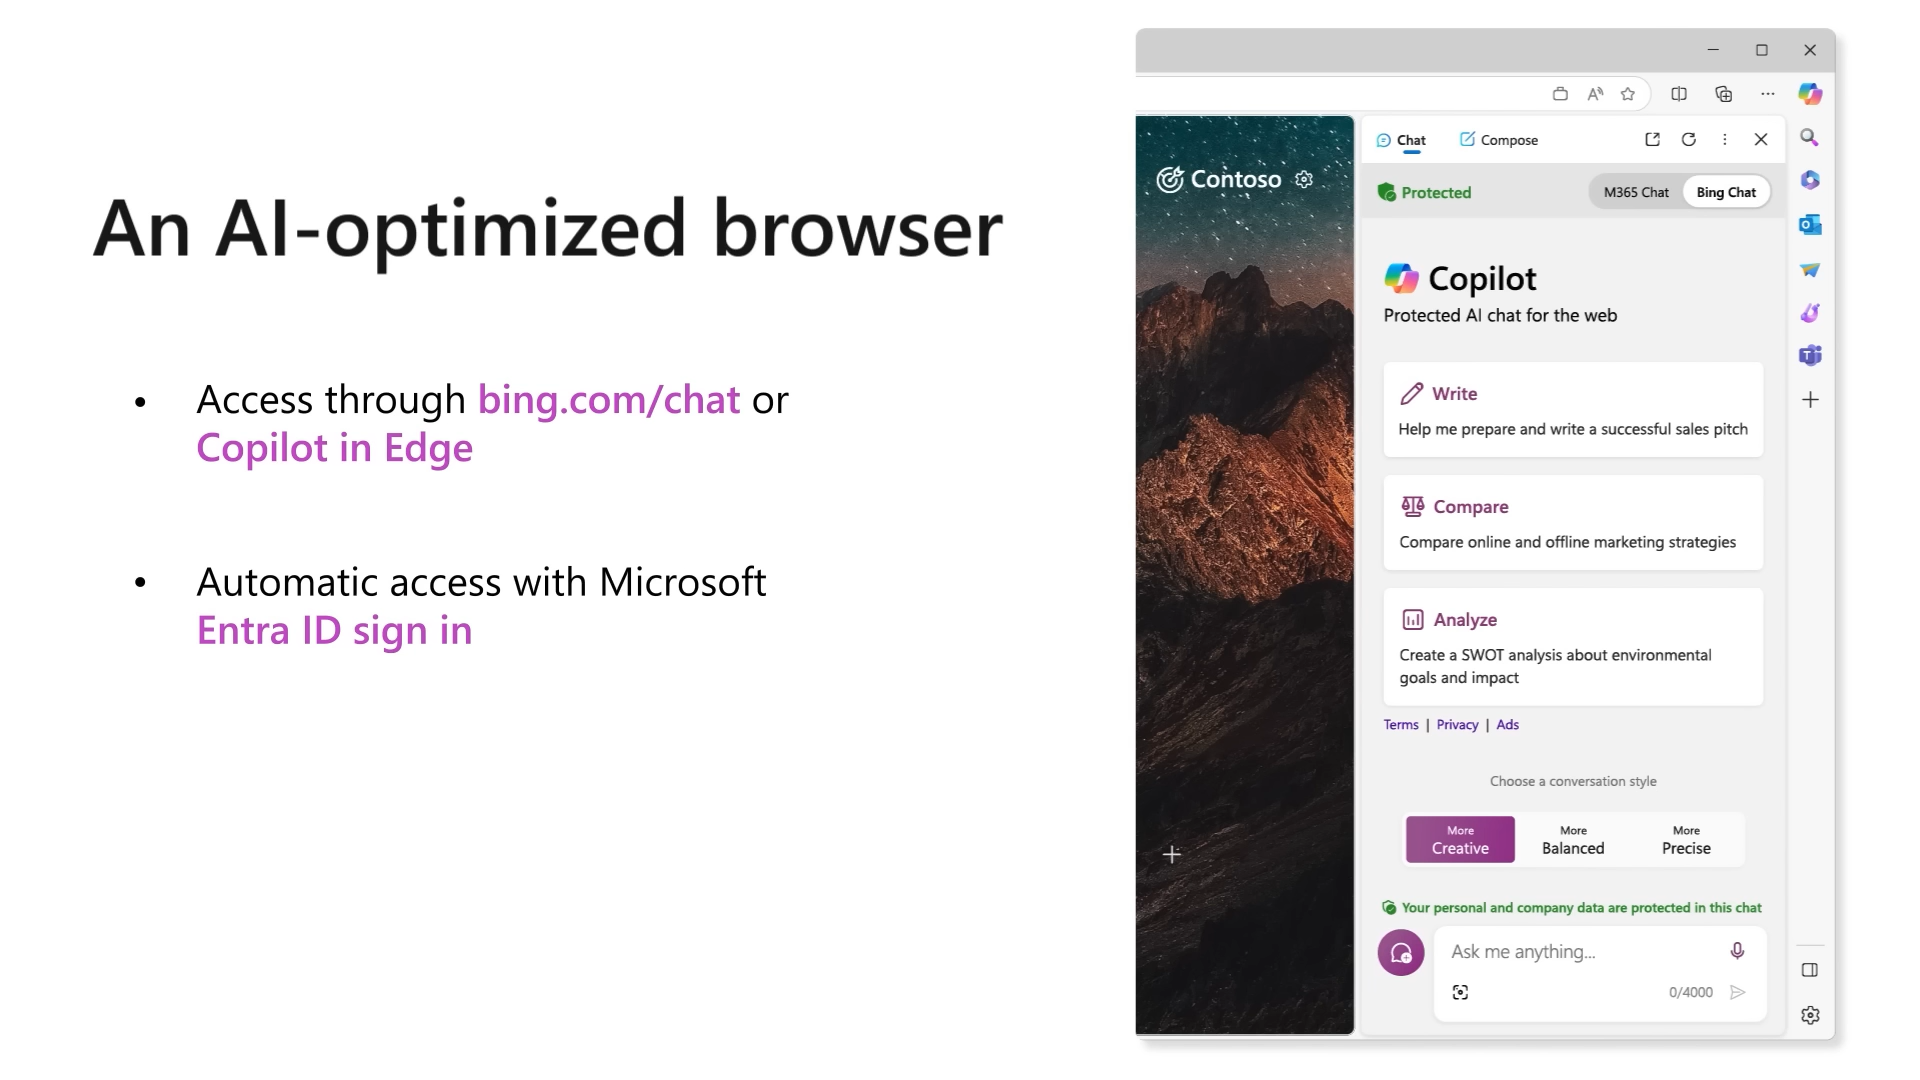 An AI-optimized browser
• Access through bing.com/chat or
Copilot in Edge
• Automatic access with Microsoft
Entra ID sign in
Contoso
Chat
Compose
Protected
M365 Chat
Bing Chat
Copilot
Protected AI chat for the web
Write
Help me prepare and write a successful sales pitch
Compare
Compare online and offline marketing strategies
Analyze
Create a SWOT analysis about environmental
goals and impact
Terms | Privacy | Ads
Choose a conversation style
More
Creative
More
Balanced
More
Precise
Your personal and company data are protected in this chat
Ask me anything...
0/4000